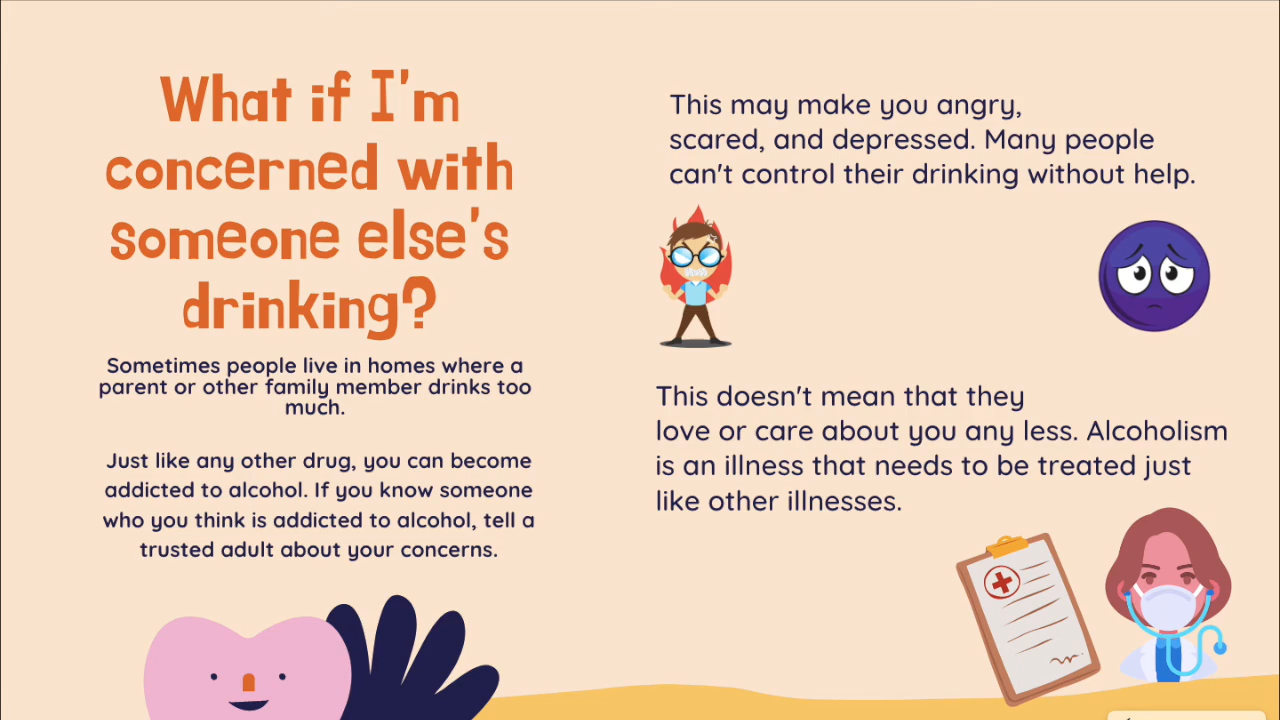 What if I'm
concerned with
someone else's
drinking?
Sometimes people live in homes where a
parent or other family member drinks too
much.
Just like any other drug, you can become
addicted to alcohol. If you know someone
who you think is addicted to alcohol, tell a
trusted adult about your concerns.
This may make you angry,
scared, and depressed. Many people
can't control their drinking without help.
This doesn't mean that they
love or care about you any less. Alcoholism
is an illness that needs to be treated just
like other illnesses.